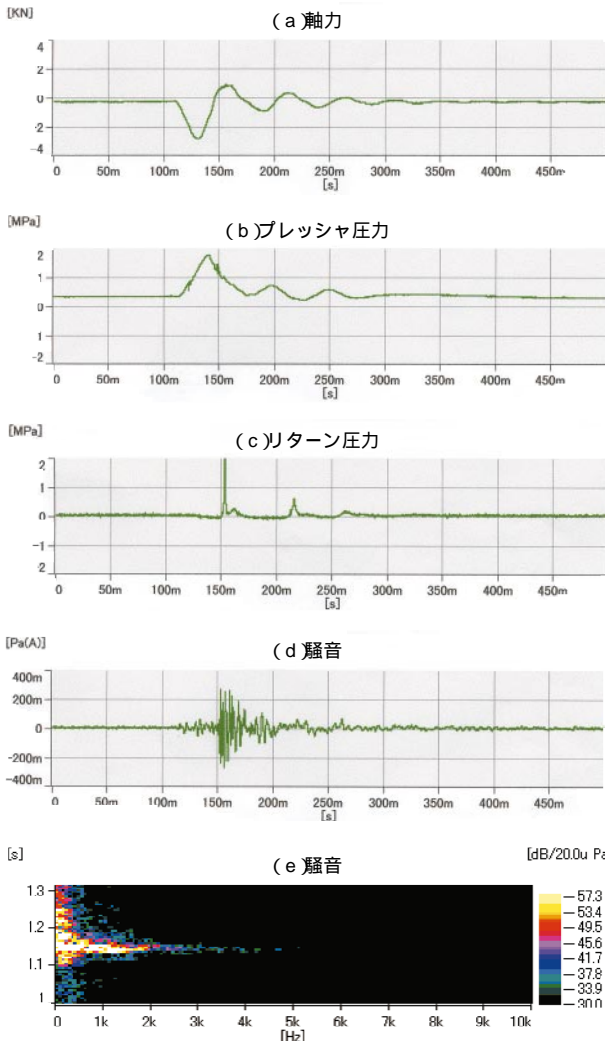 [KN]
(a)軸力
4
2
0
-2
-4
0 50m 100m 150m 200m 250m 300m 350m 400m 450m
[s]
[MPa]
(b)プレッシャ圧力
2
1
0
1
-2
0 50m 100m 150m 200m 250m 300m 350m 400m 450m
[s]
[MPa]
(c)リターン圧力
2
1
0
-1
2
0 50m 100m 150m 200m 250m 300m 350m 400m 450m
[s]
[Pa(A)]
(d)騒音
400m
200m
0
-200m
-400m
0 50m 100m 150m 200m 250m 300m 350m 400m 450m
[s]
[s]
(e)騒音
[dB/20.0u Pa
1.3
1.2
1.1
1
0 1k 2k 3k 4k 5k 6k 7k 8k 9k 10k
[Hz]
57.3
53.4
49.5
45.6
41.7
37.8
33.9
30.0